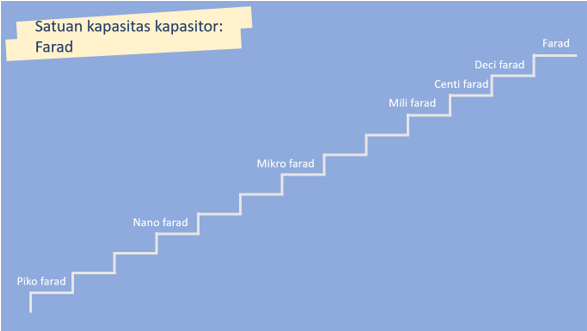 Satuan kapasitas kapasitor:
Farad
Farad
Deci farad
Centi farad
Mili farad
Mikro farad
Nano farad
Piko farad